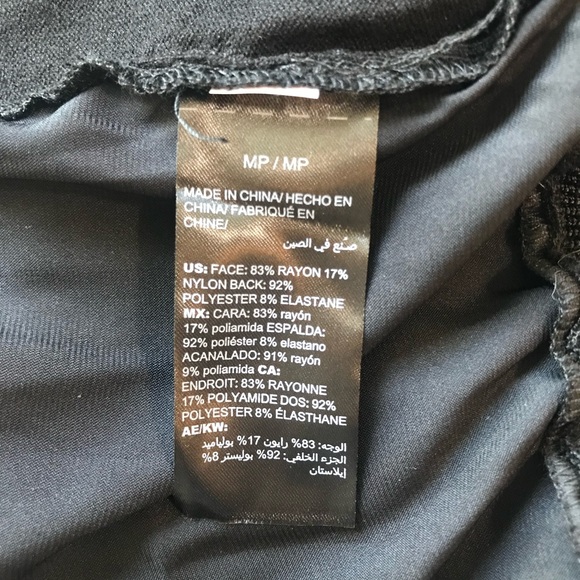 MP / MP
MADE IN CHINA/ HECHO EN
CHINA/ FABRIQUÉ EN
CHINE/
صُنع في الصين
US: FACE: 83% RAYON 17%
NYLON BACK: 92%
POLYESTER 8% ELASTANE
MX: CARA: 83% rayón
17% poliamida ESPALDA:
92% poliéster 8% elastano
ACANALADO: 91% rayón
9% poliamida CA:
ENDROIT: 83% RAYONNE
17% POLYAMIDE DOS: 92%
POLYESTER 8% ÉLASTHANE
AE/KW:
الوجه: 83% رايون 17% بولياميد
الجزء الخلفي: 92% بوليستر 8%
إيلاستان